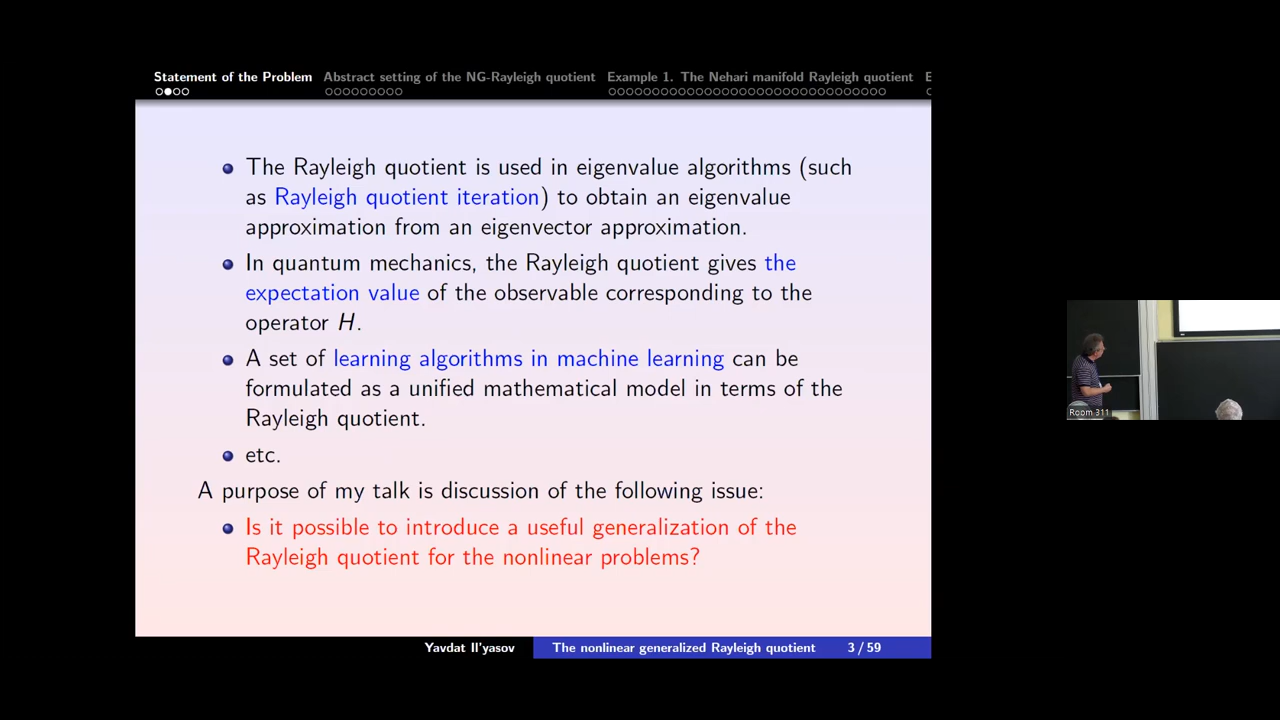 Statement of the Problem Abstract setting of the NG-Rayleigh quotient Example 1. The Nehari manifold Rayleigh quotient E
The Rayleigh quotient is used in eigenvalue algorithms (such
as Rayleigh quotient iteration) to obtain an eigenvalue
approximation from an eigenvector approximation.
In quantum mechanics, the Rayleigh quotient gives the
expectation value of the observable corresponding to the
operator H.
A set of learning algorithms in machine learning can be
formulated as a unified mathematical model in terms of the
Rayleigh quotient.
etc.
A purpose of my talk is discussion of the following issue:
Is it possible to introduce a useful generalization of the
Rayleigh quotient for the nonlinear problems?
Yavdat Il'yasov The nonlinear generalized Rayleigh quotient 3 / 59
Room 311